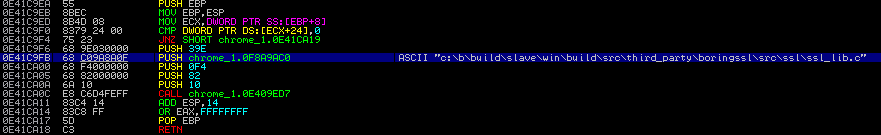 0E41C9EA 55 PUSH EBP
0E41C9EB 8BEC MOV EBP,ESP
0E41C9ED 8B4D 08 MOV ECX,DWORD PTR SS:[EBP+8]
0E41C9F0 8379 24 00 CMP DWORD PTR DS:[ECX+24],0
0E41C9F4 75 23 JNZ SHORT chrome_1.0E41CA19
0E41C9F6 68 9E030000 PUSH 39E
0E41C9FB 68 C09A8A0F PUSH chrome_1.0F8A9AC0 ASCII "c:\b\build\slave\win\build\src\third_party\boringssl\src\ssl\ssl_lib.c"
0E41CA00 68 F4000000 PUSH 0F4
0E41CA05 68 82000000 PUSH 82
0E41CA0A 6A 10 PUSH 10
0E41CA0C E8 C6D4FEFF CALL chrome_1.0E409ED7
0E41CA11 83C4 14 ADD ESP,14
0E41CA14 83C8 FF OR EAX,FFFFFFFF
0E41CA17 5D POP EBP
0E41CA18 C3 RETN